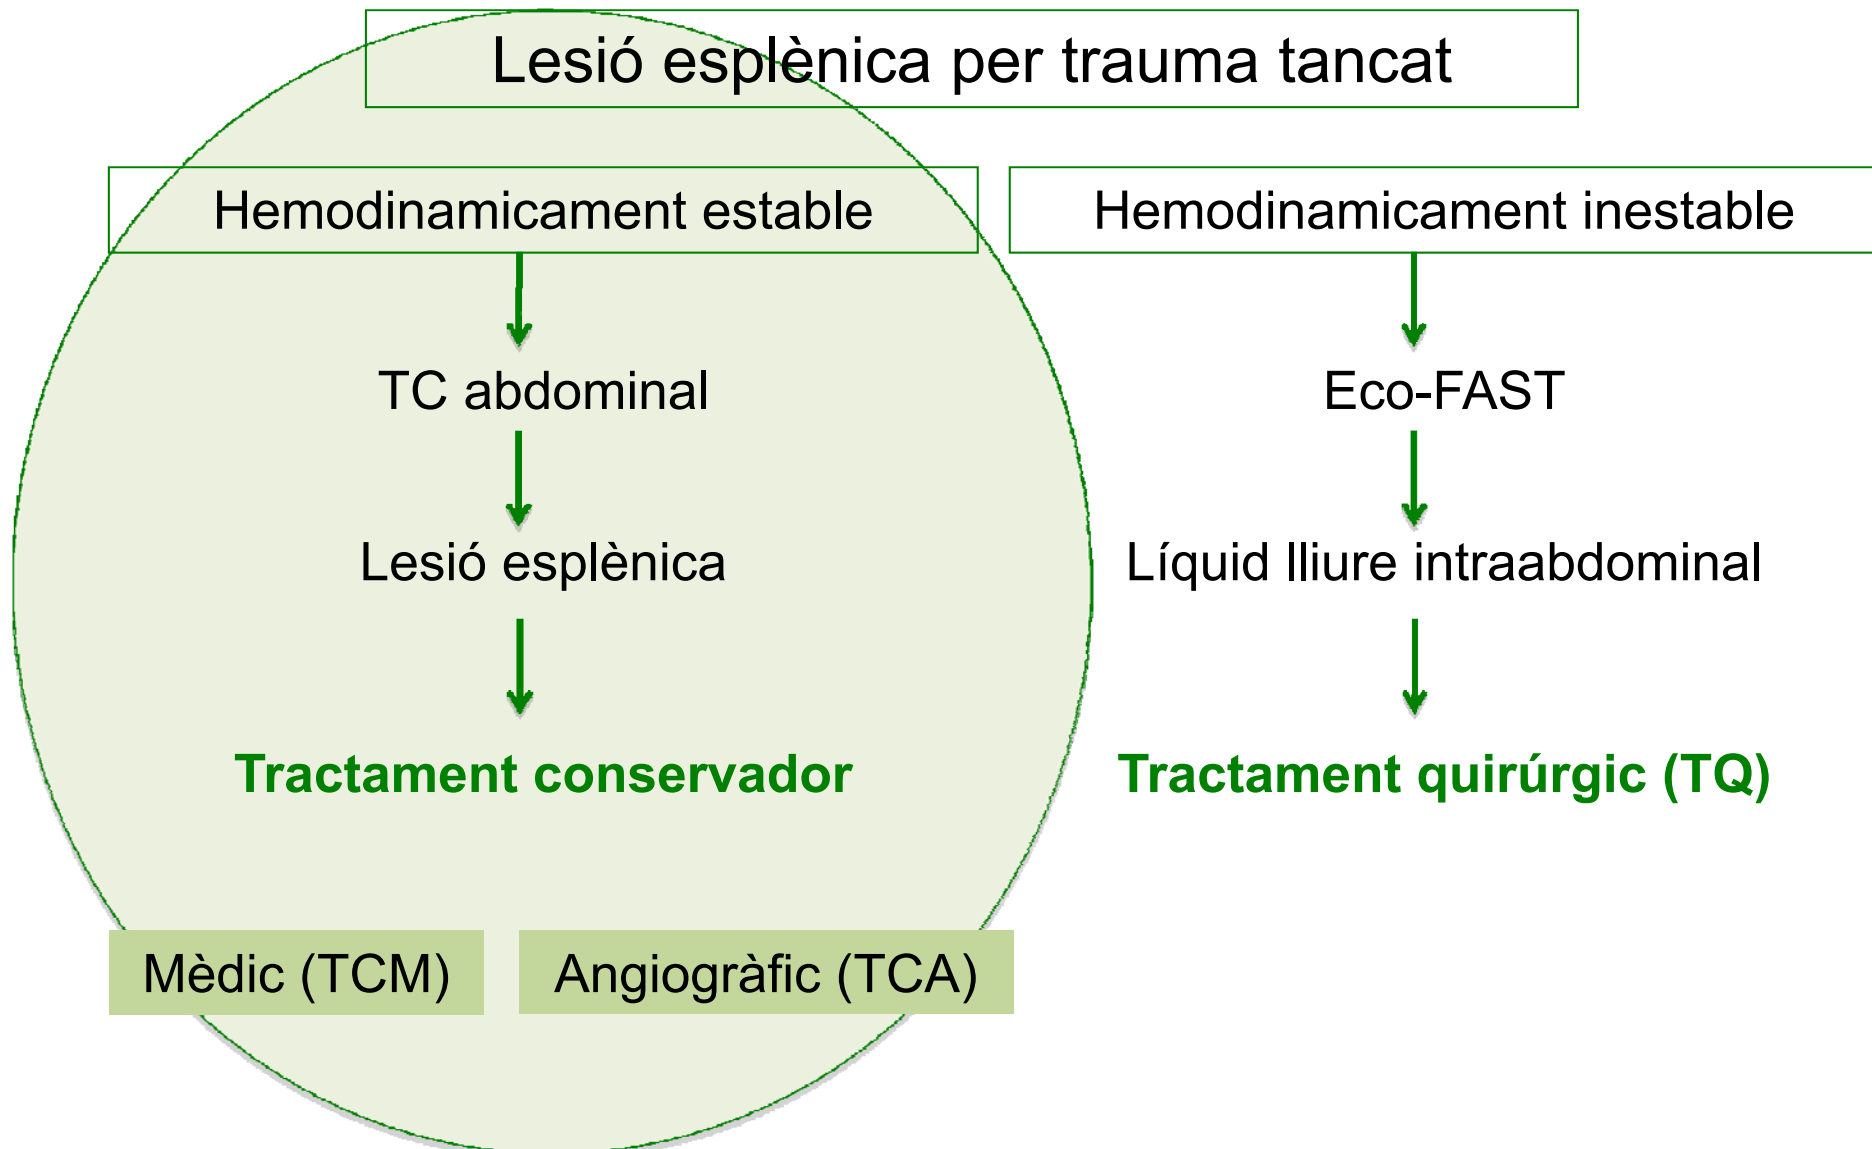 Lesió esplènica per trauma tancat
Hemodinamicament estable
Hemodinamicament inestable
TC abdominal
Eco-FAST
Lesió esplènica
Líquid lliure intraabdominal
Tractament conservador
Tractament quirúrgic (TQ)
Mèdic (TCM)
Angiogràfic (TCA)